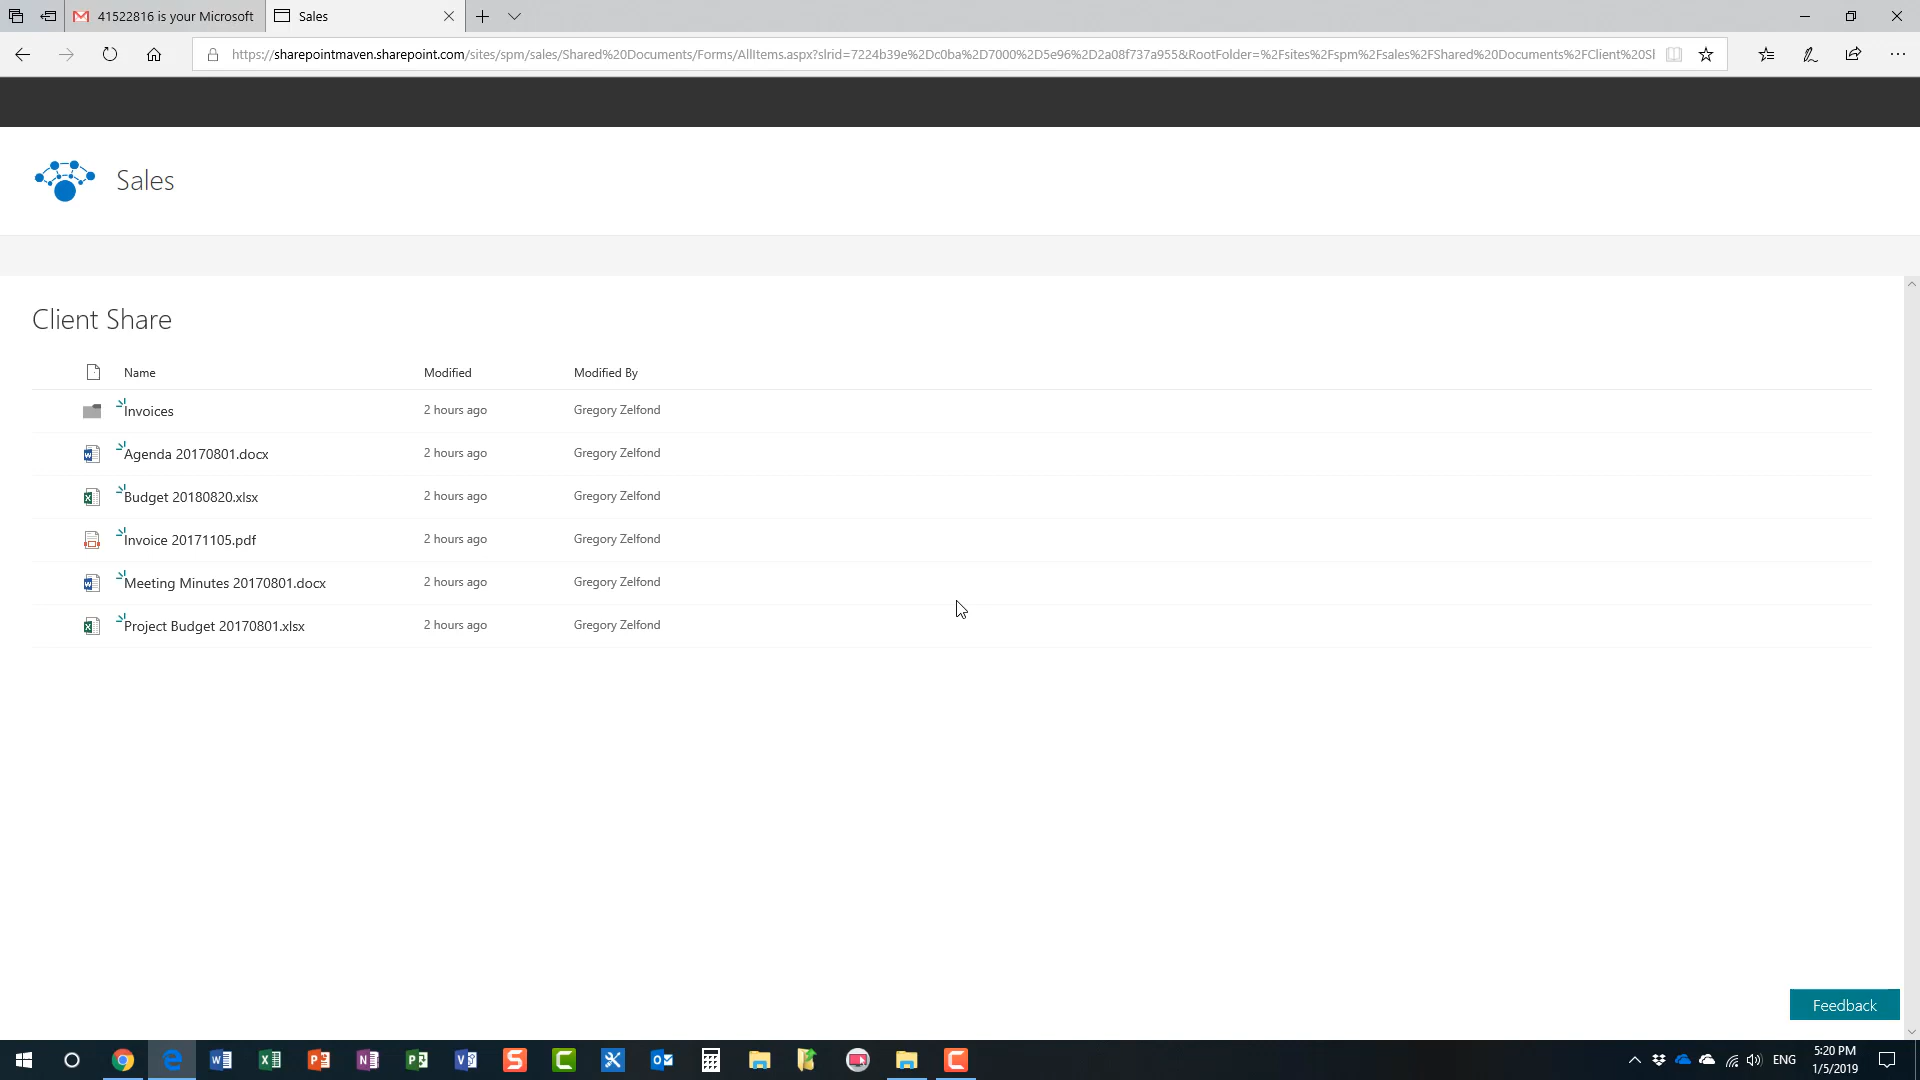 41522816 is your Microsoft
Sales
https://sharepointmaven.sharepoint.com/sites/spm/sales/Shared%20Documents/Forms/AllItems.aspx?slrid=7224b39e%2Dc0ba%2D7000%2D5e96%2D2a08f737a955&RootFolder=%2Fsites%2Fspm%2Fsales%2FShared%20Documents%2FClient%20Sl
Sales
Client Share
Name Modified Modified By
Invoices 2 hours ago Gregory Zelfond
Agenda 20170801.docx 2 hours ago Gregory Zelfond
Budget 20180820.xlsx 2 hours ago Gregory Zelfond
Invoice 20171105.pdf 2 hours ago Gregory Zelfond
Meeting Minutes 20170801.docx 2 hours ago Gregory Zelfond
Project Budget 20170801.xlsx 2 hours ago Gregory Zelfond
Feedback
ENG
5:20 PM
1/5/2019